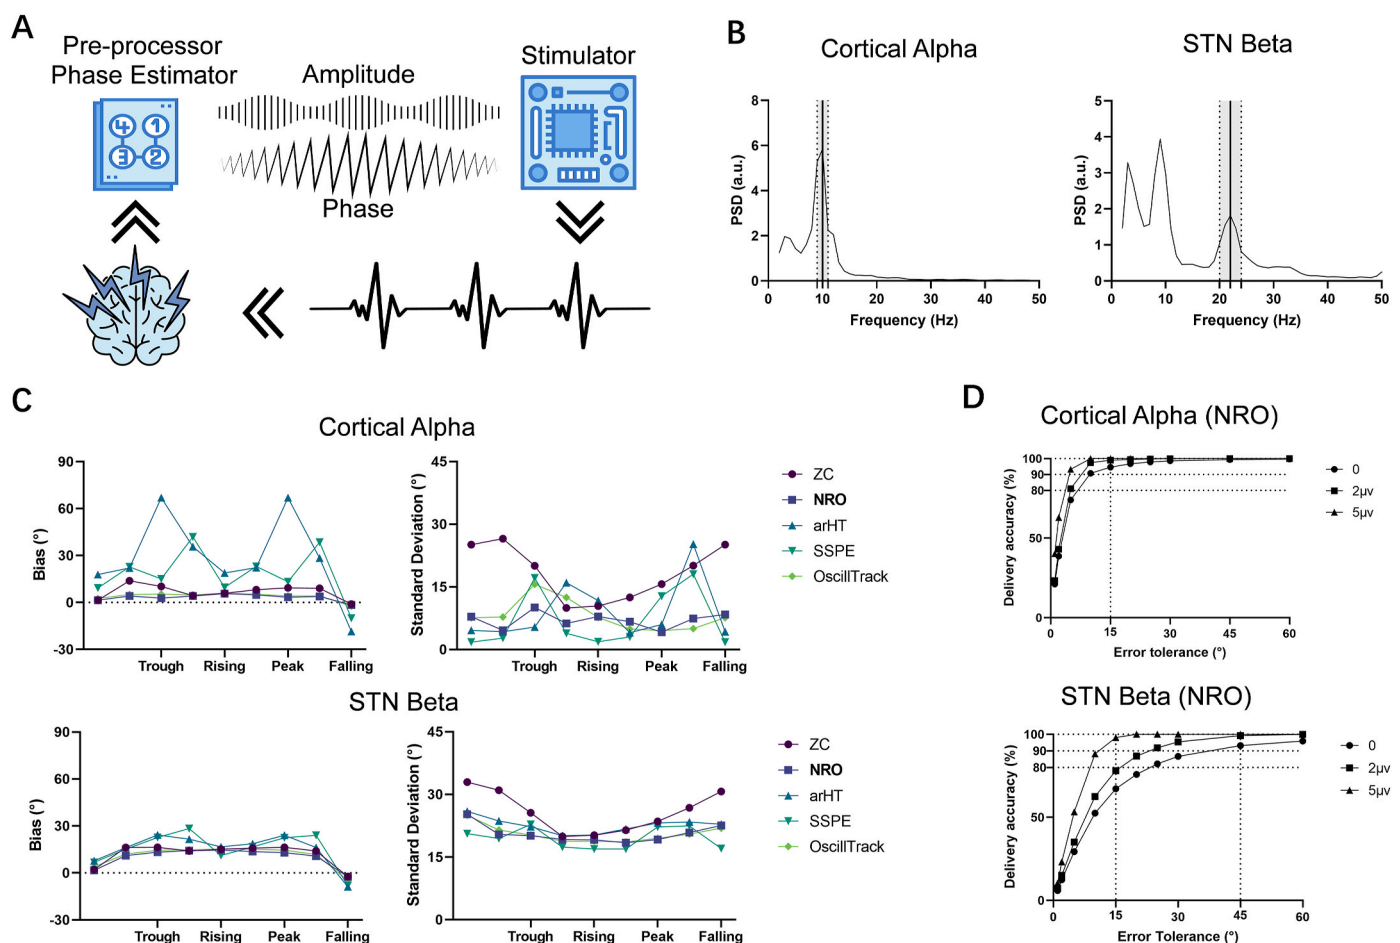 A
Pre-processor
Phase Estimator
Amplitude
Phase
Stimulator
4 1
3 2
B
Cortical Alpha
STN Beta
8
6
4
2
0
PSD (a.u.)
0 10 20 30 40 50
Frequency (Hz)
5
4
3
2
1
0
PSD (a.u.)
0 10 20 30 40 50
Frequency (Hz)
C
Cortical Alpha
90
60
30
0
-30
Bias (°)
Trough Rising Peak Falling
45
30
15
0
Standard Deviation (°)
Trough Rising Peak Falling
ZC
NRO
arHT
SSPE
OscillTrack
STN Beta
90
60
30
0
-30
Bias (°)
Trough Rising Peak Falling
45
30
15
0
Standard Deviation (°)
Trough Rising Peak Falling
ZC
NRO
arHT
SSPE
OscillTrack
D
Cortical Alpha (NRO)
100
90
80
50
0
Delivery accuracy (%)
0 15 30 45 60
Error tolerance (°)
0
2μv
5μv
STN Beta (NRO)
100
90
80
50
0
Delivery accuracy (%)
0 15 30 45 60
Error Tolerance (°)
0
2μv
5μv